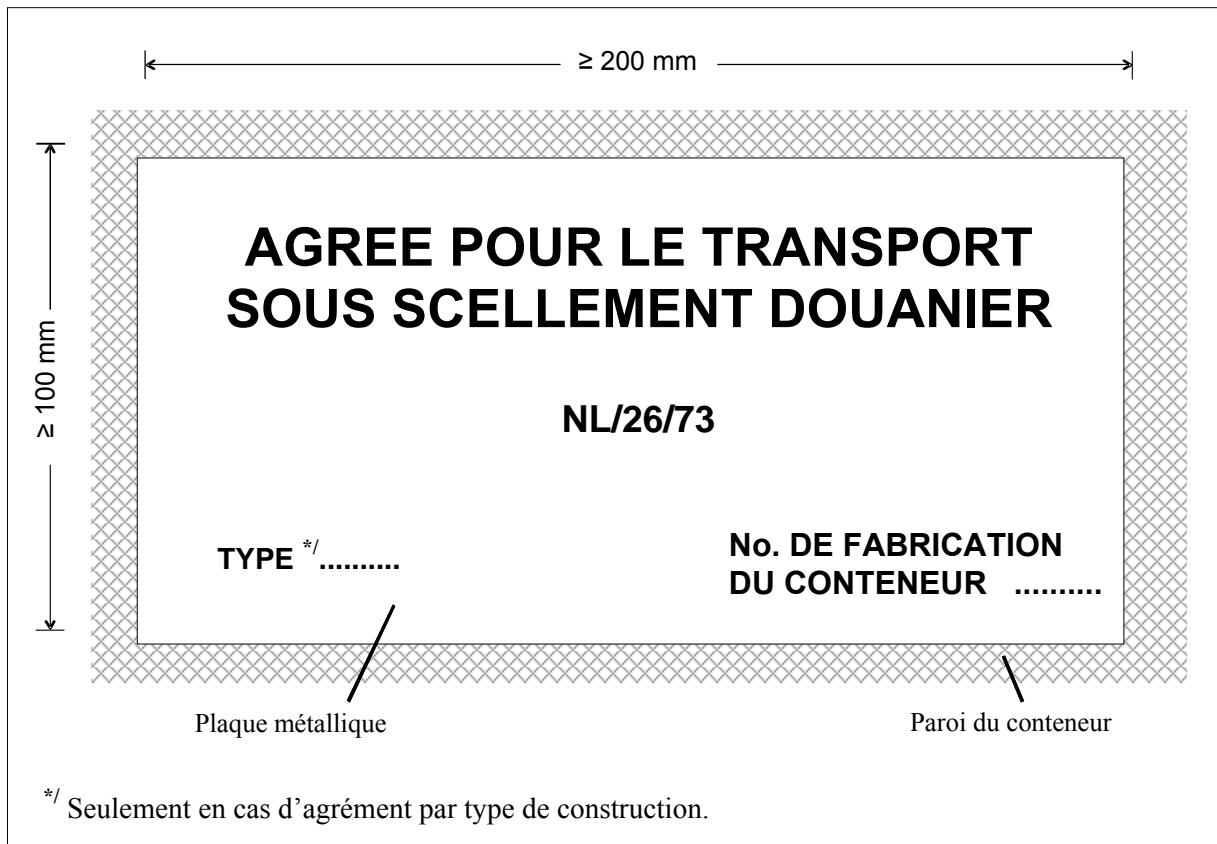 ≥ 200 mm
≥ 100 mm
AGREE POUR LE TRANSPORT
SOUS SCELLEMENT DOUANIER
NL/26/73
TYPE */..........
No. DE FABRICATION
DU CONTENEUR ..........
Plaque métallique
Paroi du conteneur
*/ Seulement en cas d’agrément par type de construction.